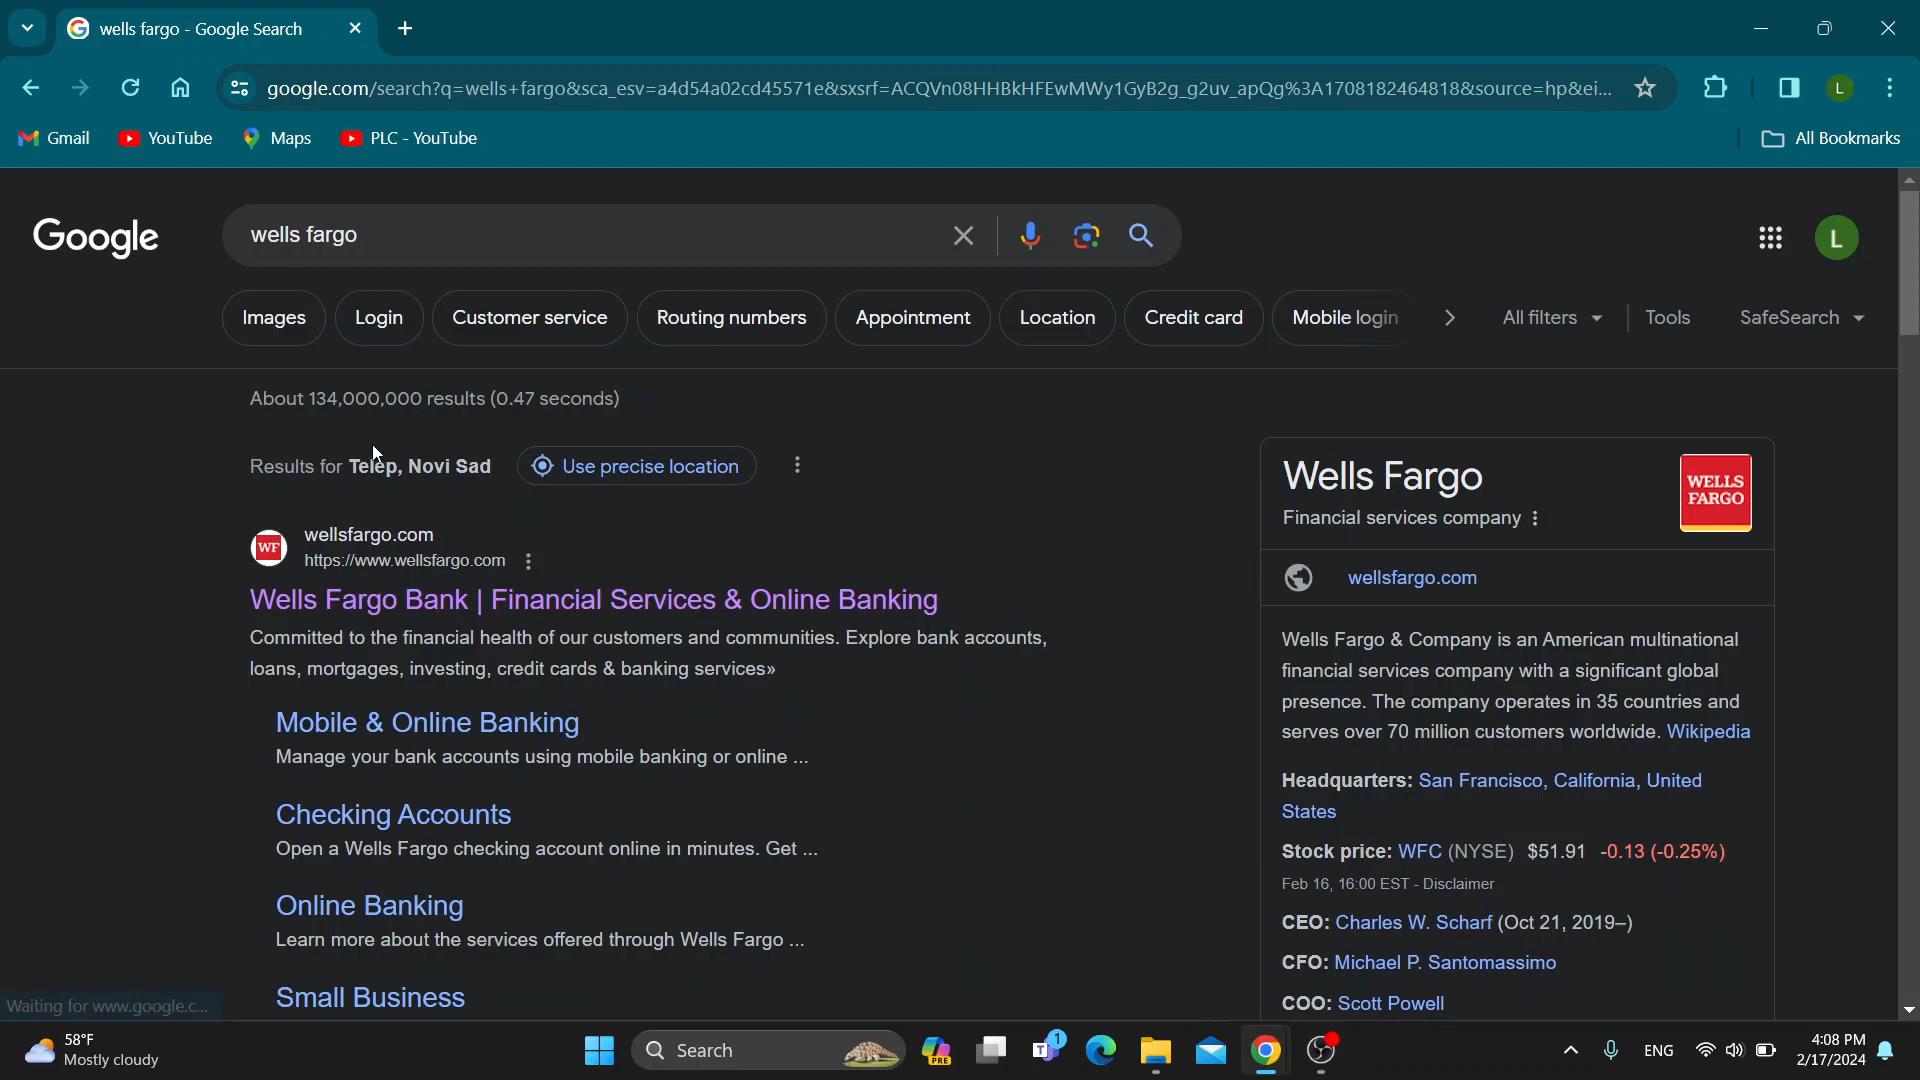 wells fargo - Google Search
google.com/search?q=wells+fargo&sca_esv=a4d54a02cd45571e&sxsrf=ACQVn08HHBkHFEwMWy1GyB2g_g2uv_apQg%3A1708182464818&source=hp&ei...
L
Gmail
YouTube
Maps
PLC - YouTube
All Bookmarks
Google
wells fargo
L
Images
Login
Customer service
Routing numbers
Appointment
Location
Credit card
Mobile login
All filters
Tools
SafeSearch
About 134,000,000 results (0.47 seconds)
Results for Telep, Novi Sad
Use precise location
WF
wellsfargo.com
https://www.wellsfargo.com
Wells Fargo Bank | Financial Services & Online Banking
Committed to the financial health of our customers and communities. Explore bank accounts,
loans, mortgages, investing, credit cards & banking services»
Mobile & Online Banking
Manage your bank accounts using mobile banking or online ...
Checking Accounts
Open a Wells Fargo checking account online in minutes. Get ...
Online Banking
Learn more about the services offered through Wells Fargo ...
Small Business
Wells Fargo
Financial services company
WELLS
FARGO
wellsfargo.com
Wells Fargo & Company is an American multinational
financial services company with a significant global
presence. The company operates in 35 countries and
serves over 70 million customers worldwide. Wikipedia
Headquarters: San Francisco, California, United
States
Stock price: WFC (NYSE) $51.91 -0.13 (-0.25%)
Feb 16, 16:00 EST - Disclaimer
CEO: Charles W. Scharf (Oct 21, 2019–)
CFO: Michael P. Santomassimo
COO: Scott Powell
Waiting for www.google.c...
58°F
Mostly cloudy
Search
PRE
1
ENG
4:08 PM
2/17/2024